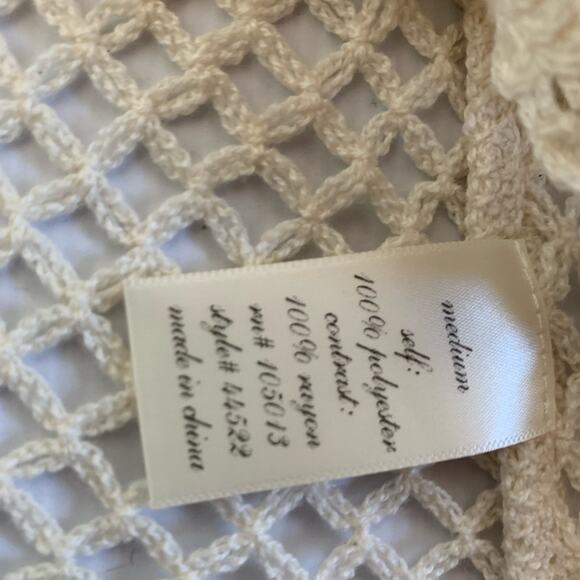 medium
self:
100% polyester
contrast:
100% rayon
rn# 105013
style# 44522
made in china